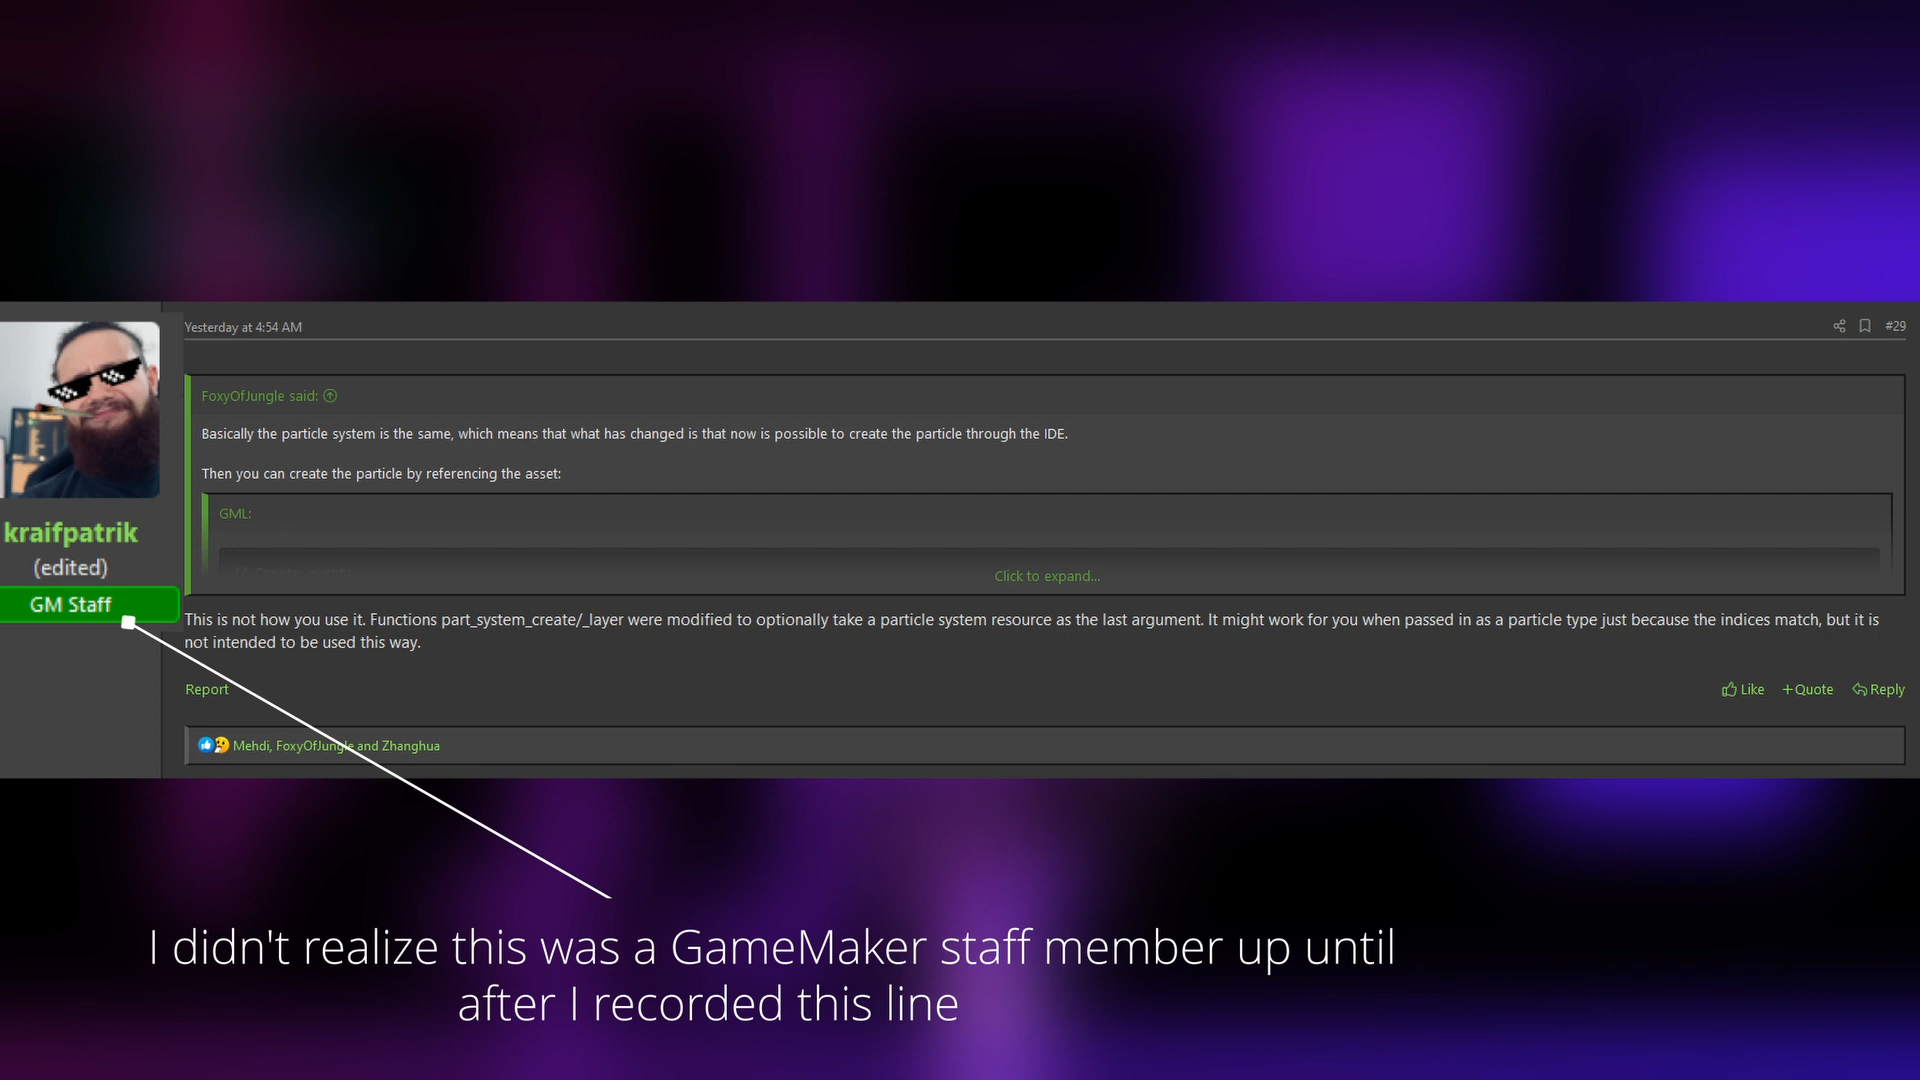 Yesterday at 4:54 AM
#29
FoxyOfJungle said:
Basically the particle system is the same, which means that what has changed is that now is possible to create the particle through the IDE.
Then you can create the particle by referencing the asset:
GML:
Click to expand...
kraifpatrik
(edited)
GM Staff
This is not how you use it. Functions part_system_create/_layer were modified to optionally take a particle system resource as the last argument. It might work for you when passed in as a particle type just because the indices match, but it is
not intended to be used this way.
Report
Like
+Quote
Reply
Mehdi, FoxyOfJungle and Zhanghua
I didn't realize this was a GameMaker staff member up until
after I recorded this line